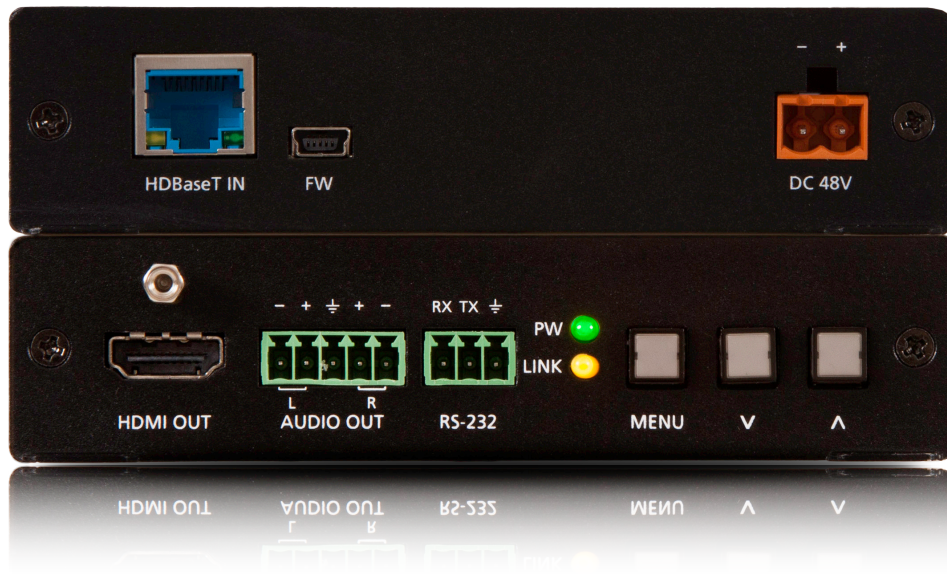 - +
HDBaseT IN FW DC 48V
- + ⏚ + - RX TX ⏚
PW
LINK
L R
HDMI OUT AUDIO OUT RS-232 MENU ∨ ∧